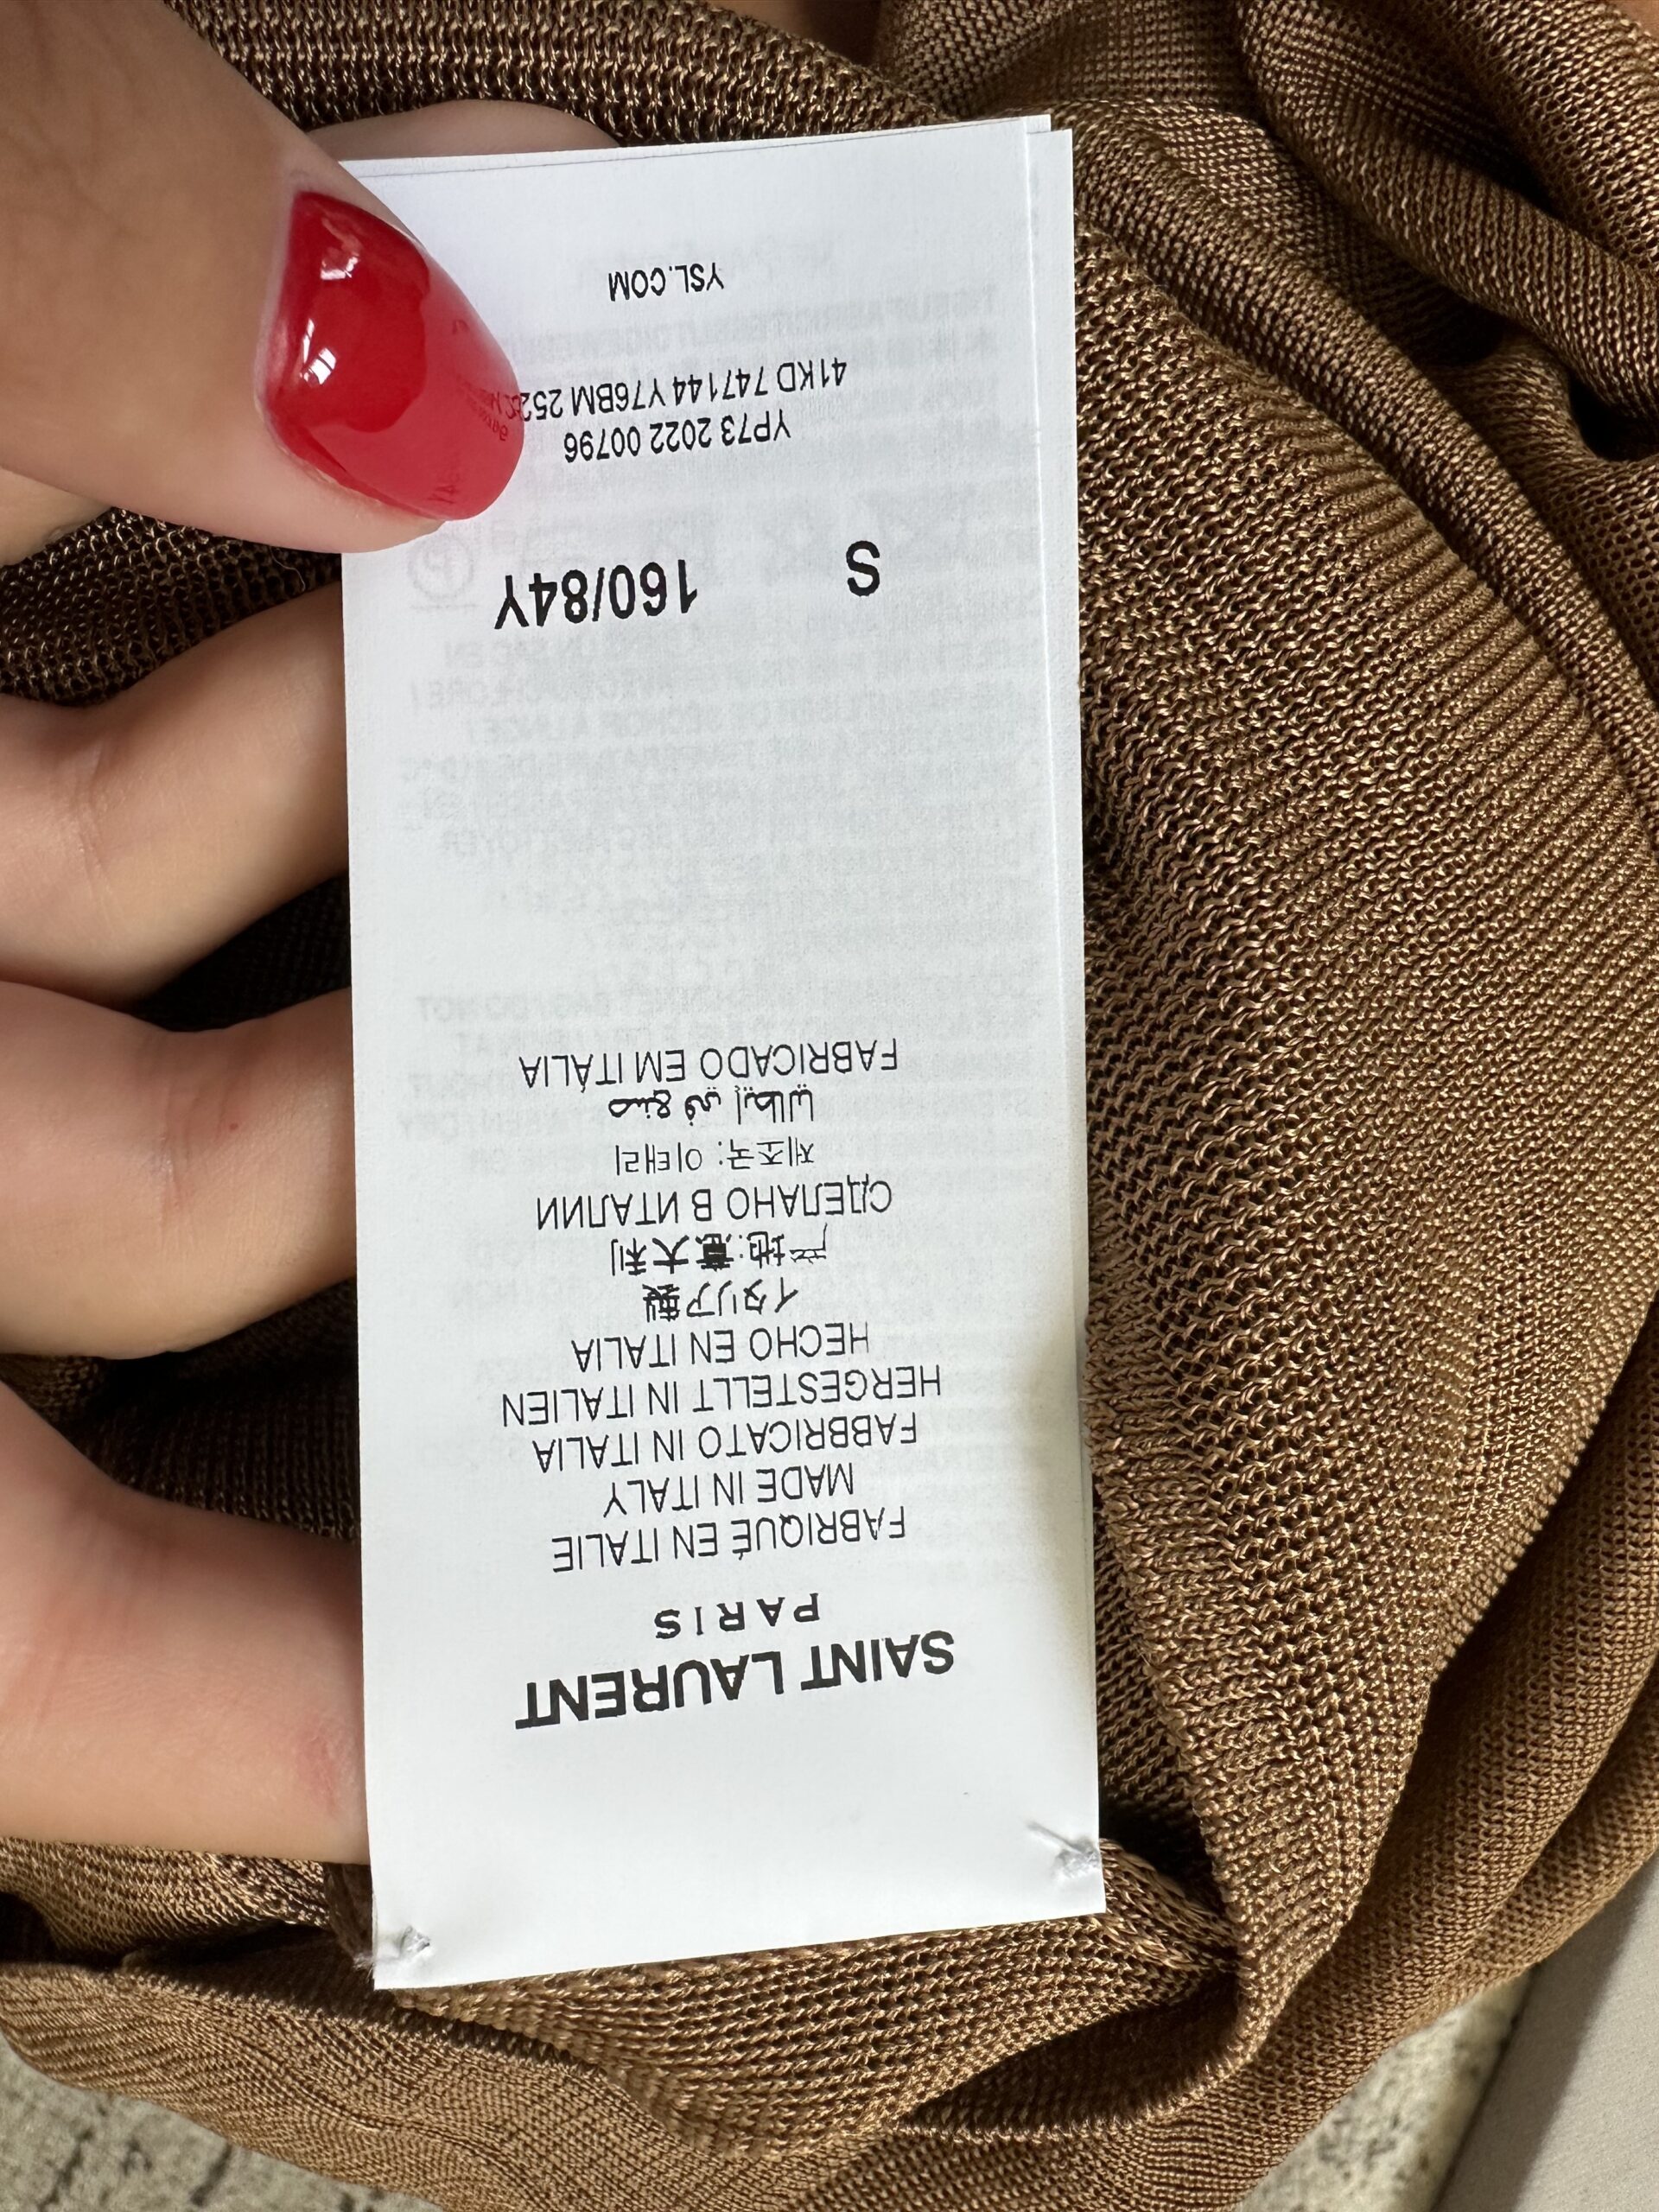 SAINT LAURENT
PARIS
FABRIQUÉ EN ITALIE
MADE IN ITALY
FABBRICATO IN ITALIA
HERGESTELLT IN ITALIEN
HECHO EN ITALIA
イタリア製
产地:意大利
СДЕЛАНО В ИТАЛИИ
제조국: 이태리
صنع في إيطاليا
FABRICADO EM ITÁLIA
S 160/84Y
YP73 2022 00796
41KD 747144 Y76BM 252
YSL.COM